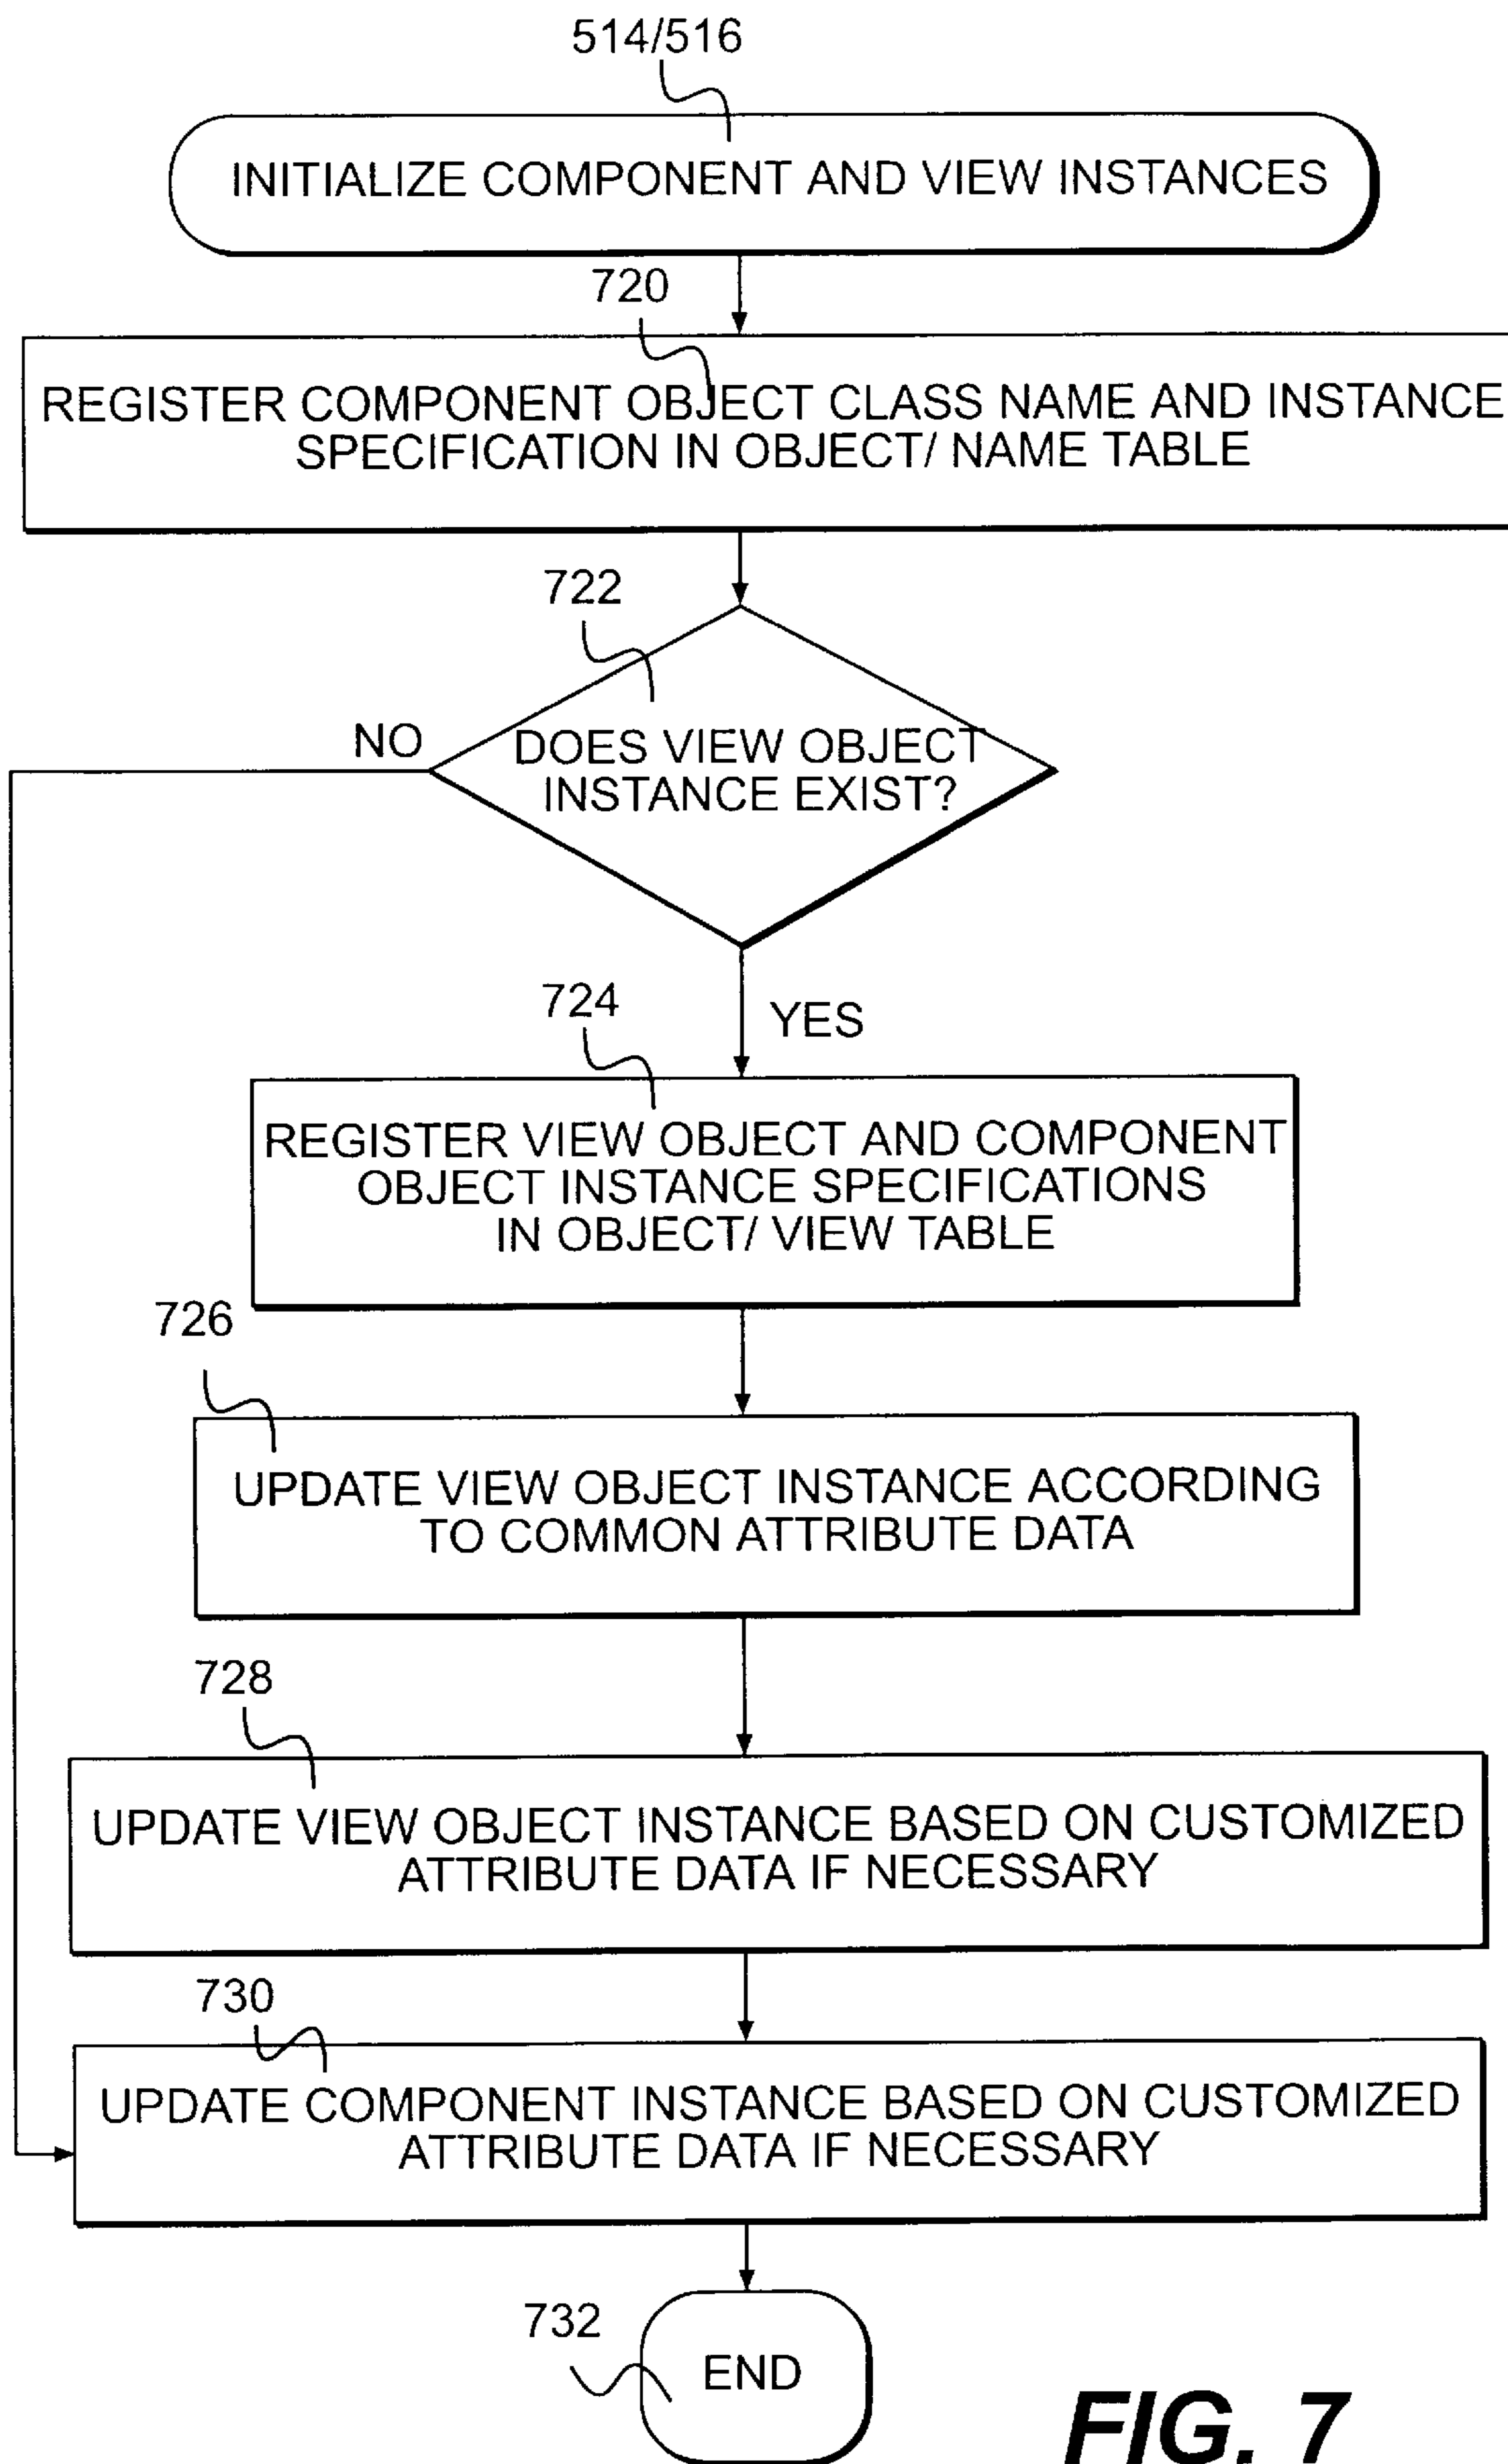 514/516
INITIALIZE COMPONENT AND VIEW INSTANCES
720
REGISTER COMPONENT OBJECT CLASS NAME AND INSTANCE
SPECIFICATION IN OBJECT/ NAME TABLE
722
NO
DOES VIEW OBJECT
INSTANCE EXIST?
724
YES
REGISTER VIEW OBJECT AND COMPONENT
OBJECT INSTANCE SPECIFICATIONS
IN OBJECT/ VIEW TABLE
726
UPDATE VIEW OBJECT INSTANCE ACCORDING
TO COMMON ATTRIBUTE DATA
728
UPDATE VIEW OBJECT INSTANCE BASED ON CUSTOMIZED
ATTRIBUTE DATA IF NECESSARY
730
UPDATE COMPONENT INSTANCE BASED ON CUSTOMIZED
ATTRIBUTE DATA IF NECESSARY
732
END
FIG. 7